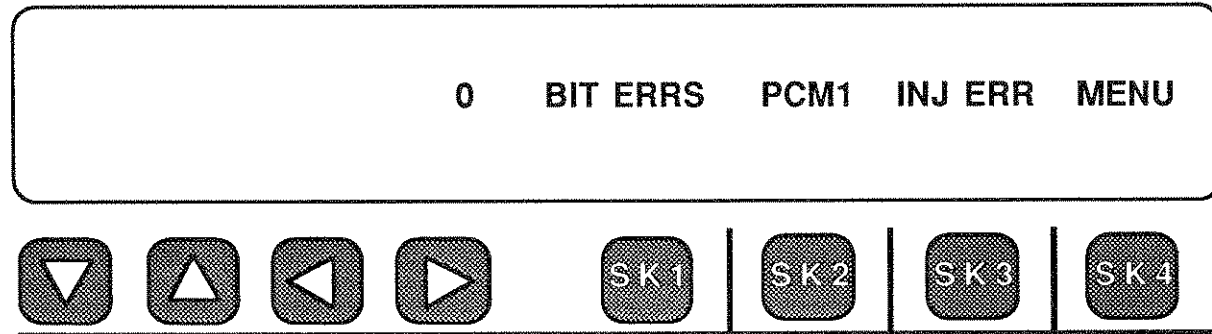 0 BIT ERRS PCM1 INJ ERR MENU
SK1 SK2 SK3 SK4